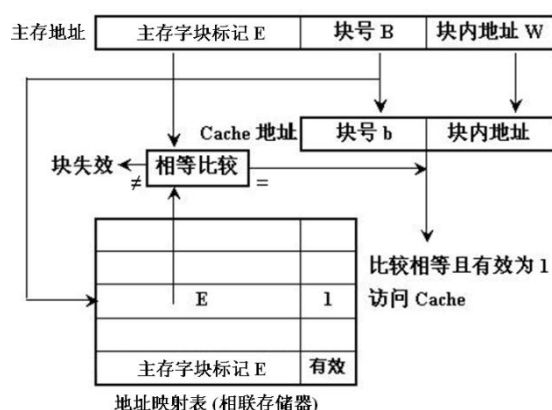 主存地址 主存字块标记 E 块号 B 块内地址 W
Cache 地址 块号 b 块内地址
块失效 相等比较
≠ =
比较相等且有效为 1
E 1 访问 Cache
主存字块标记 E 有效
地址映射表 (相联存储器)